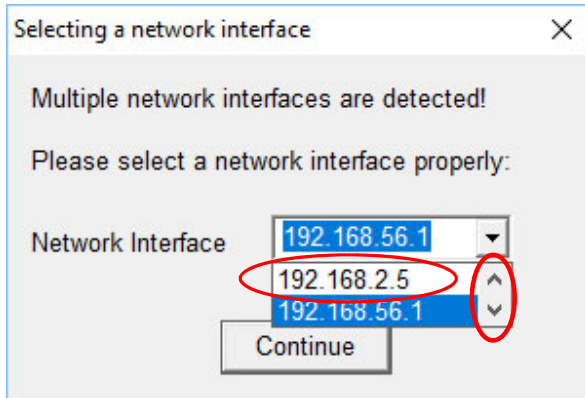 Selecting a network interface
Multiple network interfaces are detected!
Please select a network interface properly:
Network Interface 192.168.56.1
192.168.2.5
192.168.56.1
Continue